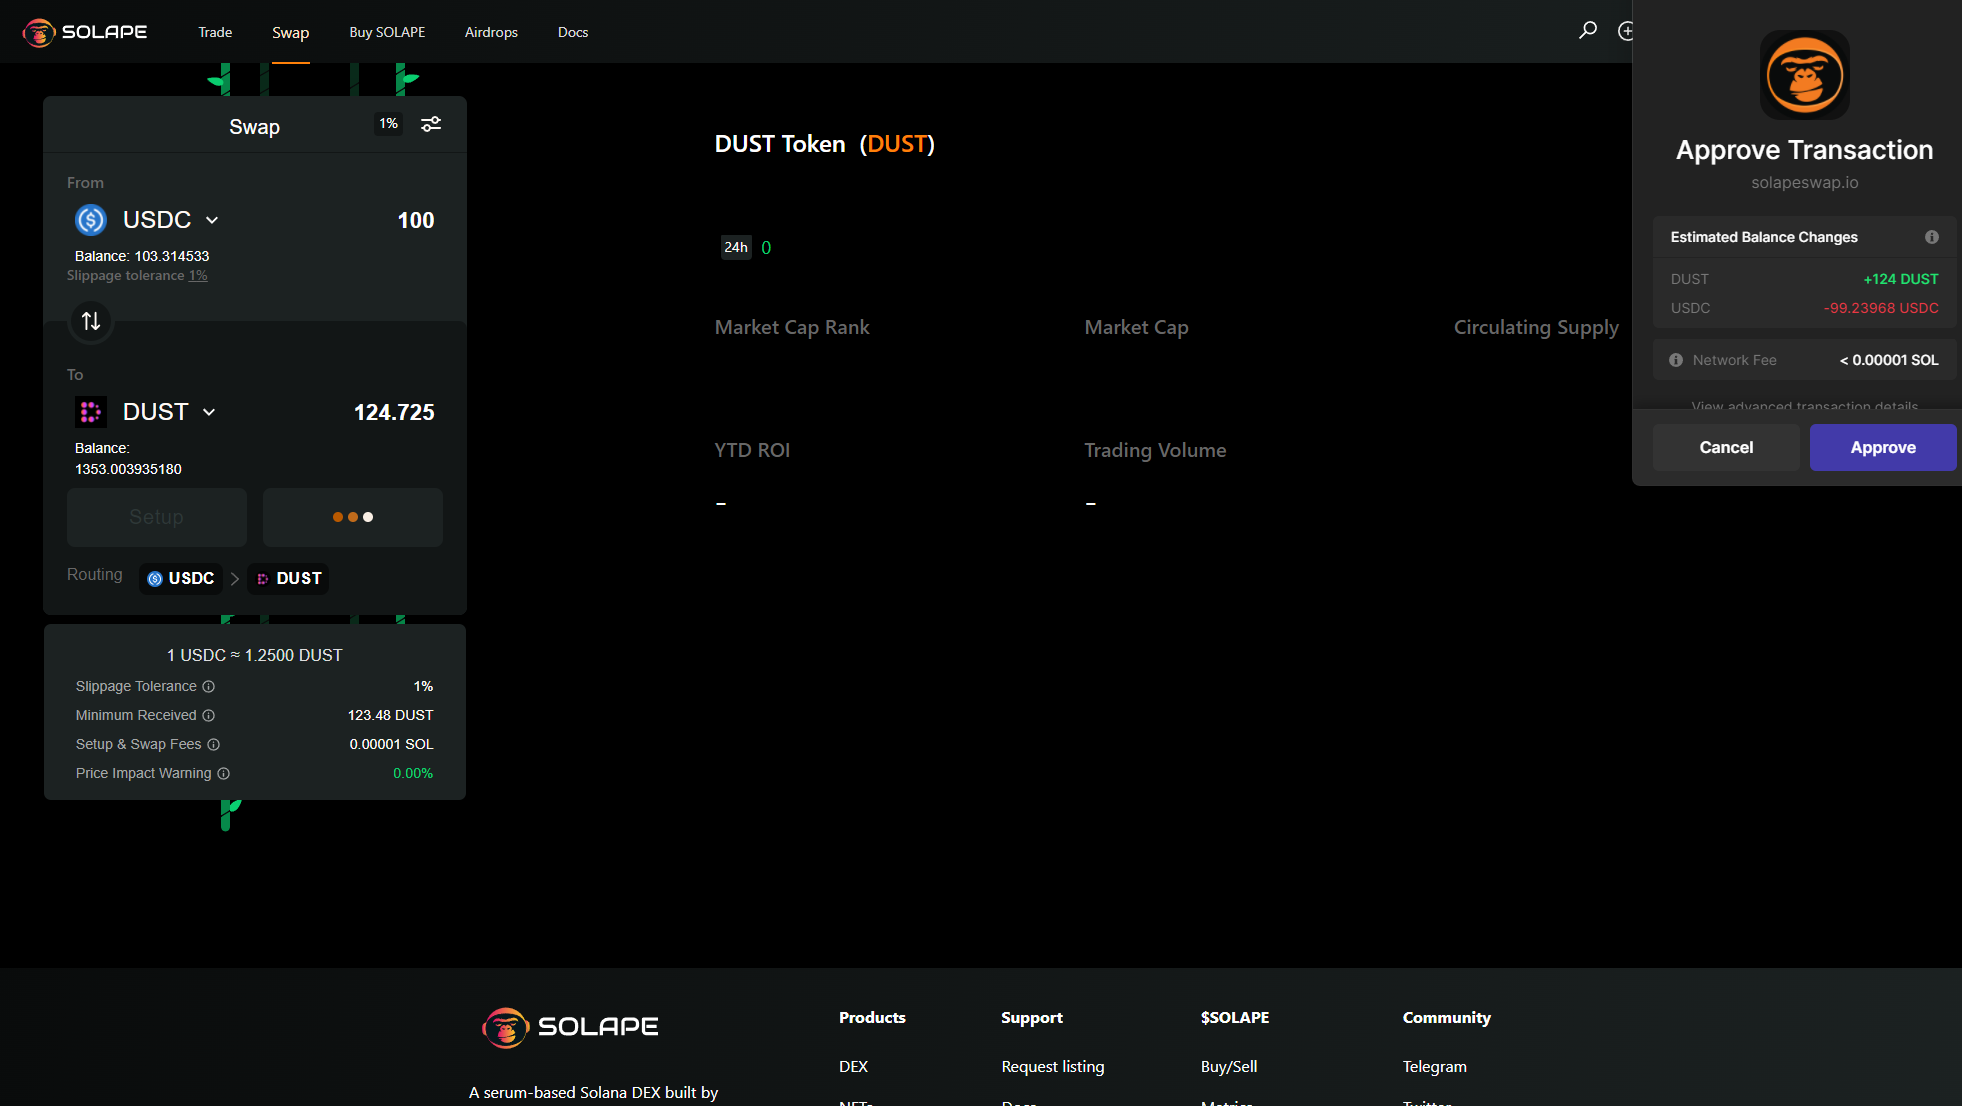 SOLAPE
Trade
Swap
Buy SOLAPE
Airdrops
Docs
Swap
1%
From
USDC
100
Balance: 103.314533
Slippage tolerance 1%
To
DUST
124.725
Balance:
1353.003935180
Setup
Routing
USDC
DUST
1 USDC ≈ 1.2500 DUST
Slippage Tolerance
1%
Minimum Received
123.48 DUST
Setup & Swap Fees
0.00001 SOL
Price Impact Warning
0.00%
DUST Token (DUST)
24h 0
Market Cap Rank
Market Cap
Circulating Supply
YTD ROI
Trading Volume
–
–
Approve Transaction
solapeswap.io
Estimated Balance Changes
DUST
+124 DUST
USDC
-99.23968 USDC
Network Fee
< 0.00001 SOL
View advanced transaction details
Cancel
Approve
SOLAPE
A serum-based Solana DEX built by
Products
DEX
NFTs
Support
Request listing
Docs
$SOLAPE
Buy/Sell
Metrics
Community
Telegram
Twitter